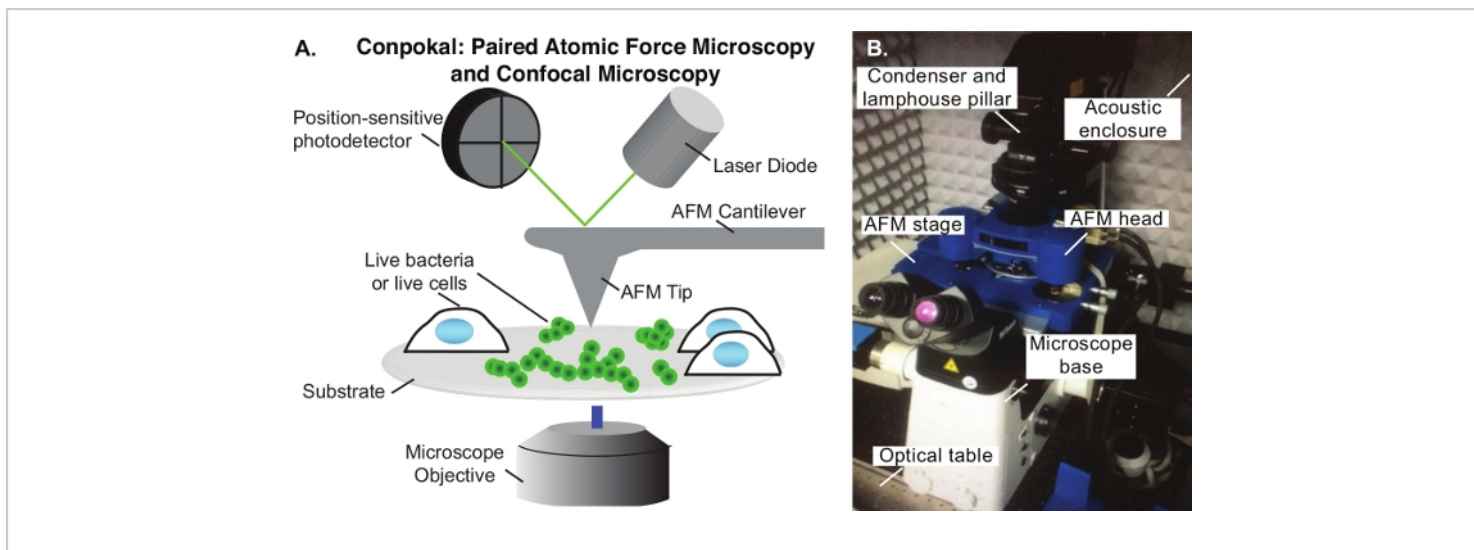 A.
Conpokal: Paired Atomic Force Microscopy
and Confocal Microscopy
Position-sensitive
photodetector
Laser Diode
AFM Cantilever
Live bacteria
or live cells
AFM Tip
Substrate
Microscope
Objective
B.
Condenser and
lamphouse pillar
Acoustic
enclosure
AFM stage
AFM head
Microscope
base
Optical table